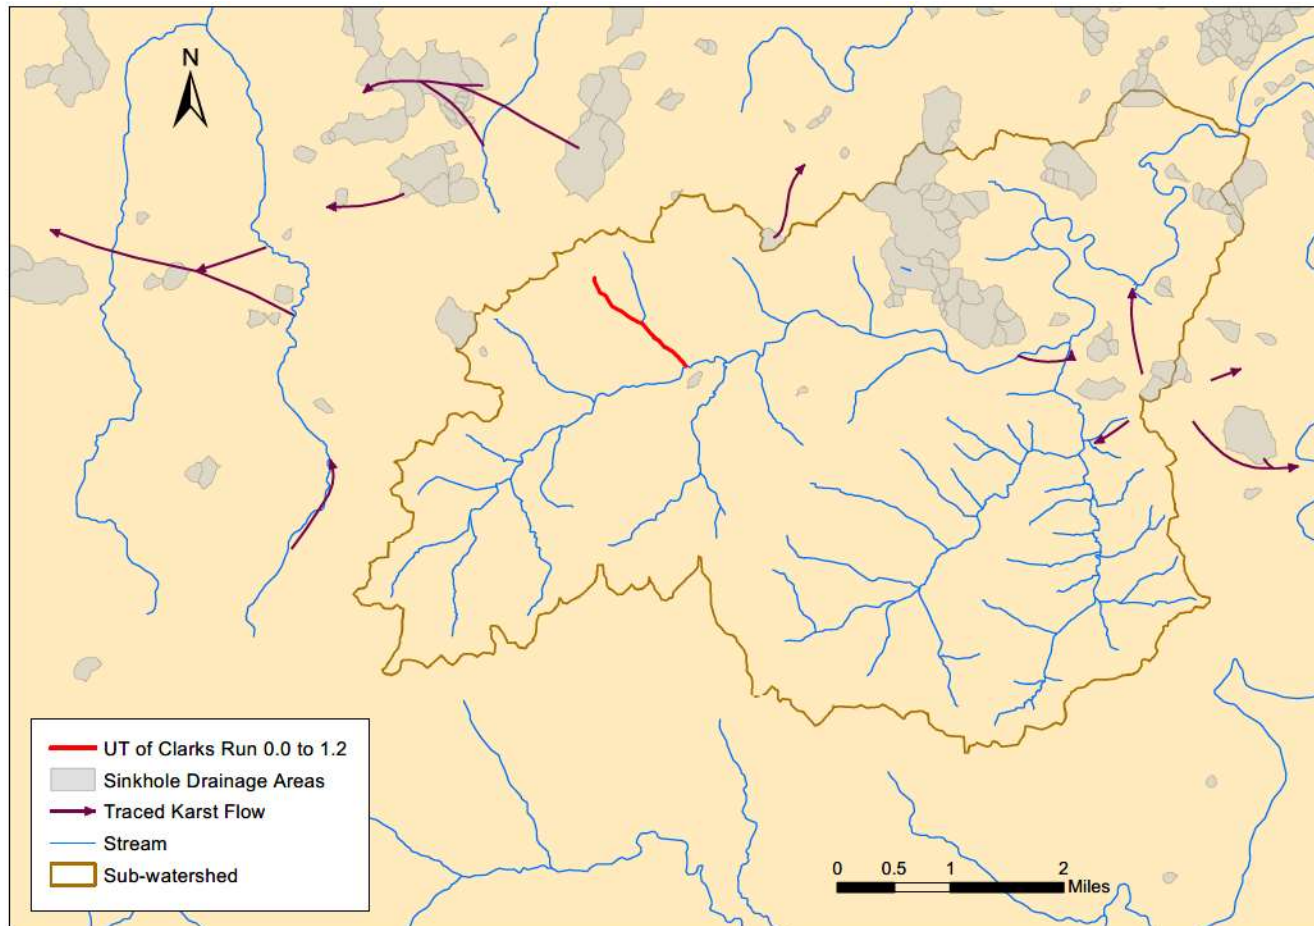 N
UT of Clarks Run 0.0 to 1.2
Sinkhole Drainage Areas
Traced Karst Flow
Stream
Sub-watershed
0 0.5 1 2
Miles